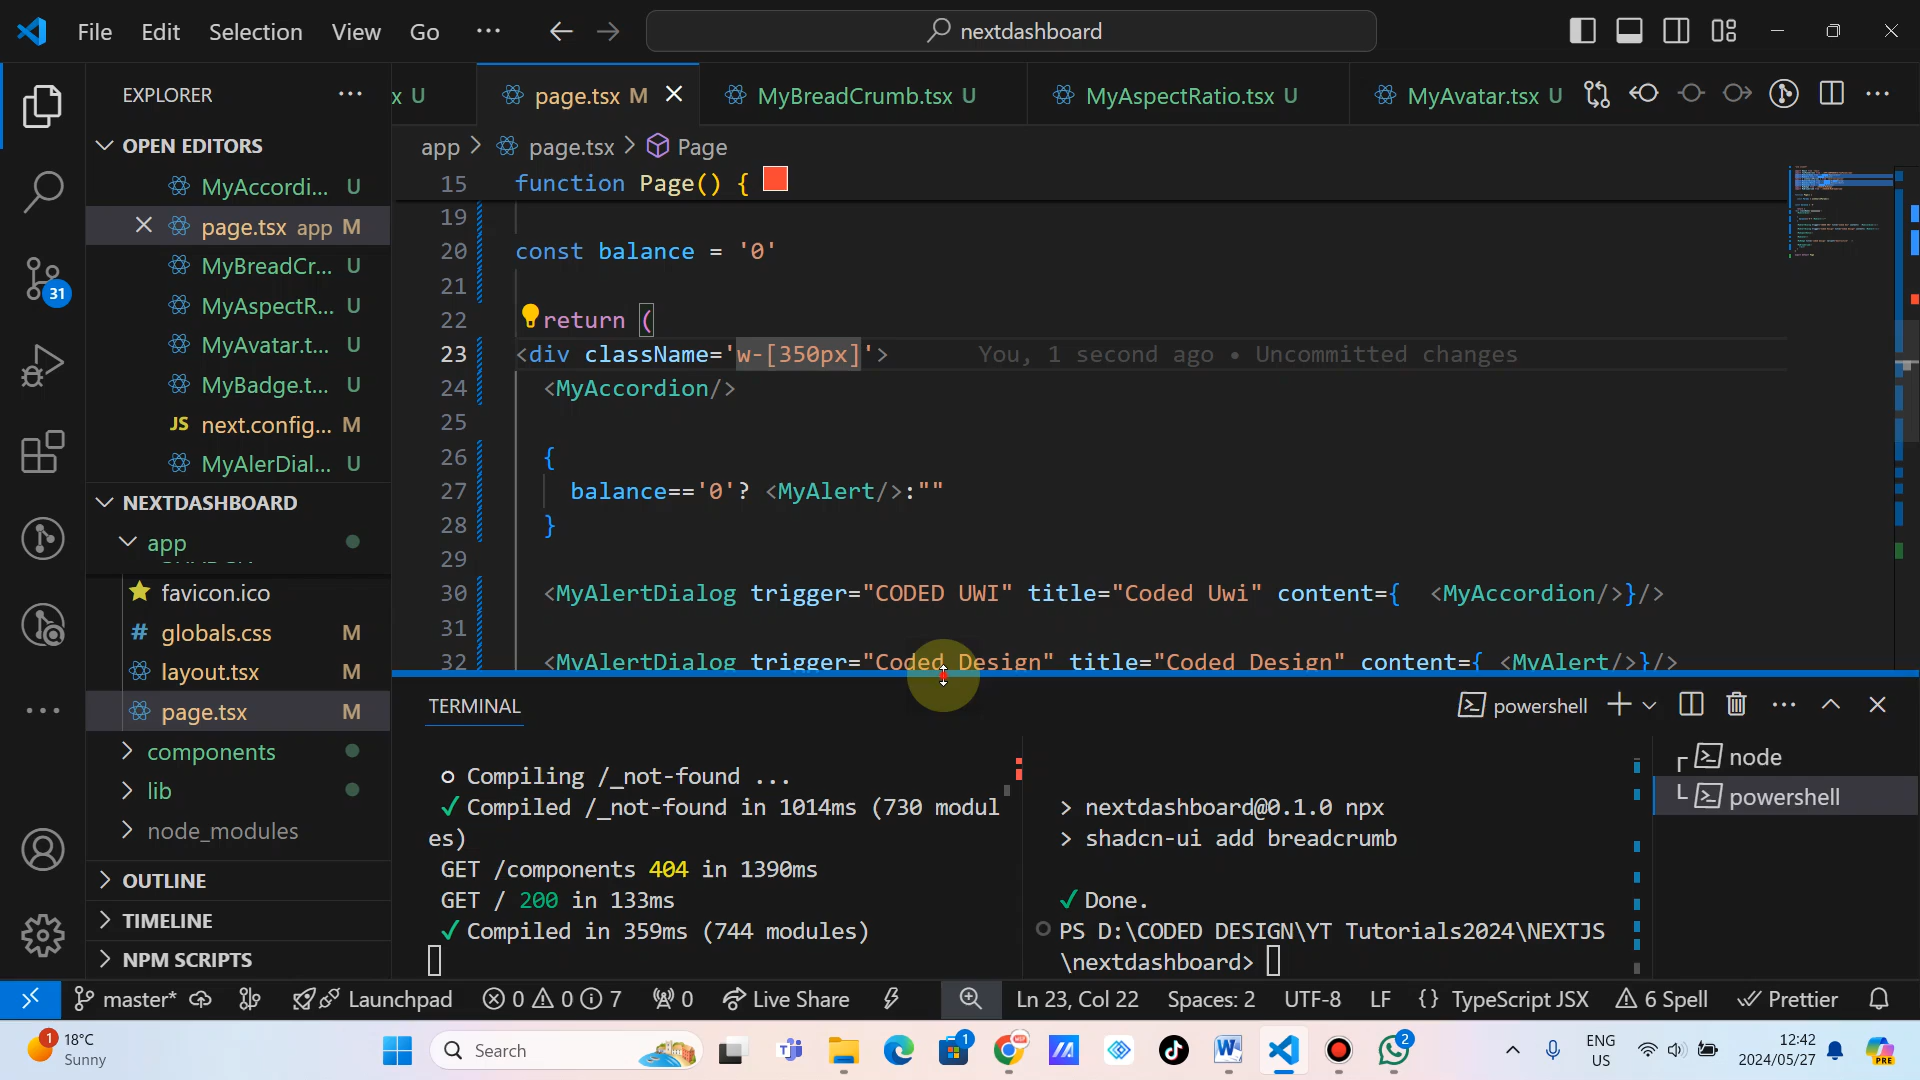 File Edit Selection View Go ··· nextdashboard
EXPLORER ···
x U page.tsx M MyBreadCrumb.tsx U MyAspectRatio.tsx U MyAvatar.tsx U ···
OPEN EDITORS
MyAccordi... U
page.tsx app M
MyBreadCr... U
MyAspectR... U
MyAvatar.t... U
MyBadge.t... U
JS next.config... M
MyAlerDial... U
NEXTDASHBOARD
app
favicon.ico
# globals.css M
layout.tsx M
page.tsx M
components
lib
node_modules
OUTLINE
TIMELINE
NPM SCRIPTS
31
app > page.tsx > Page
15 function Page() {
19
20 const balance = '0'
21
22 return (
23 <div className='w-[350px]'> You, 1 second ago • Uncommitted changes
24 <MyAccordion/>
25
26 {
27 balance=='0'? <MyAlert/>:""
28 }
29
30 <MyAlertDialog trigger="CODED UWI" title="Coded Uwi" content={ <MyAccordion/>}/>
31
32 <MyAlertDialog trigger="Coded Design" title="Coded Design" content={ <MyAlert/>}/>
TERMINAL powershell ···
○ Compiling /_not-found ...
✓ Compiled /_not-found in 1014ms (730 modul
es)
GET /components 404 in 1390ms
GET / 200 in 133ms
✓ Compiled in 359ms (744 modules)
> nextdashboard@0.1.0 npx
> shadcn-ui add breadcrumb
✓ Done.
PS D:\CODED DESIGN\YT Tutorials2024\NEXTJS
\nextdashboard>
node
powershell
master* Launchpad 0 0 7 0 Live Share Ln 23, Col 22 Spaces: 2 UTF-8 LF {} TypeScript JSX 6 Spell Prettier
1 18°C
Sunny
Search
1
2
PRE
ENG
US
12:42
2024/05/27